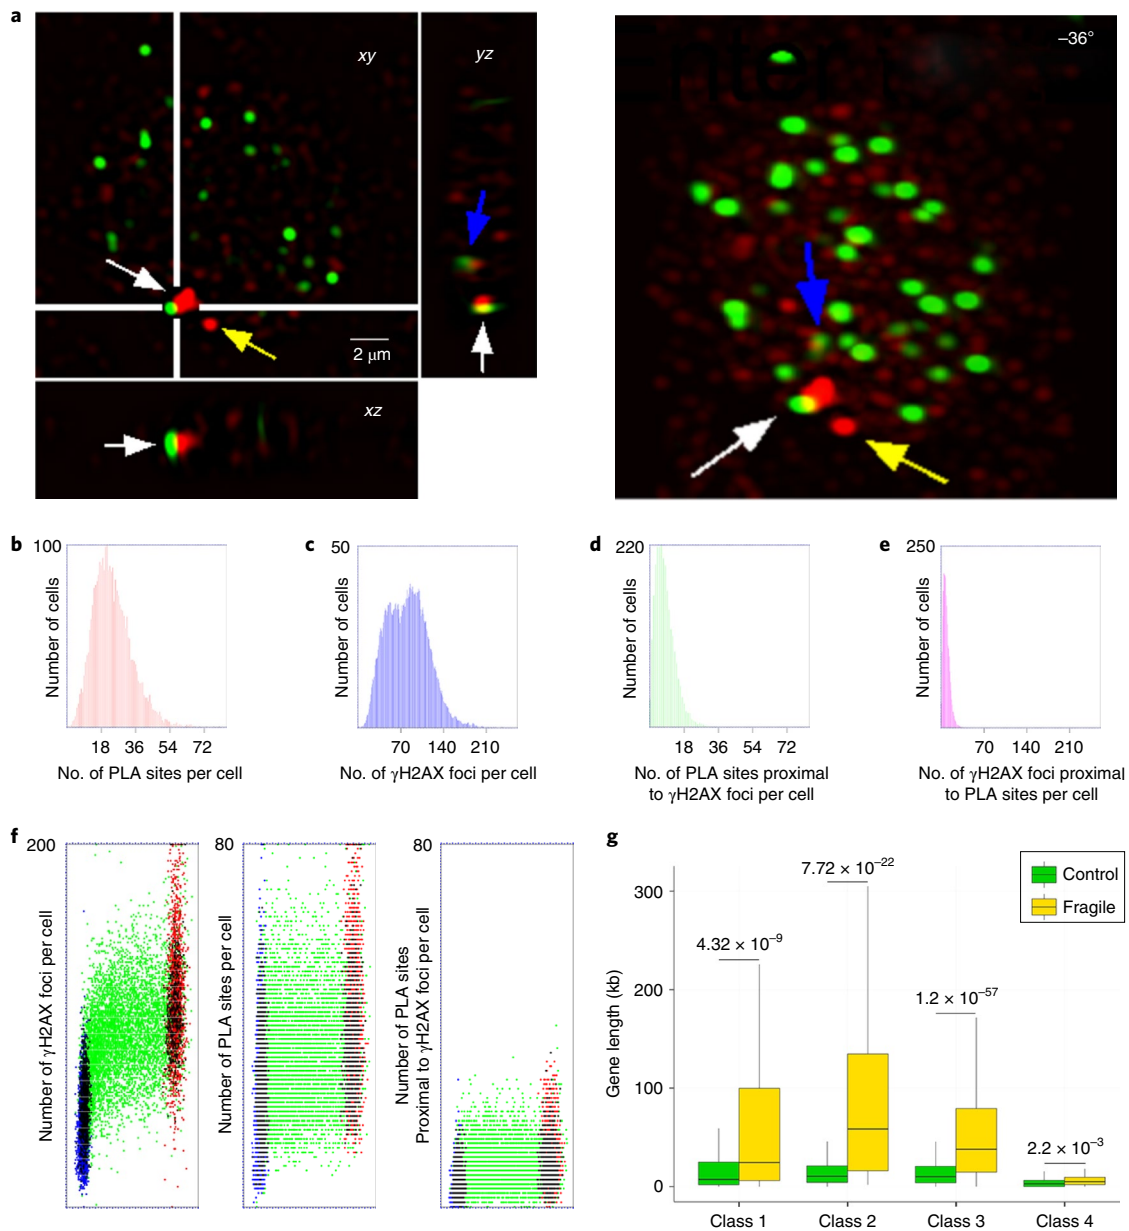 a
xy
yz
–36°
2 μm
xz
b
100
Number of cells
18 36 54 72
No. of PLA sites per cell
c
50
Number of cells
70 140 210
No. of γH2AX foci per cell
d
220
Number of cells
18 36 54 72
No. of PLA sites proximal
to γH2AX foci per cell
e
250
Number of cells
70 140 210
No. of γH2AX foci proximal
to PLA sites per cell
f
200
Number of γH2AX foci per cell
80
Number of PLA sites per cell
80
Number of PLA sites
Proximal to γH2AX foci per cell
g
Gene length (kb)
300
200
100
0
4.32 × 10⁻⁹
7.72 × 10⁻²²
1.2 × 10⁻⁵⁷
2.2 × 10⁻³
Control
Fragile
Class 1 Class 2 Class 3 Class 4